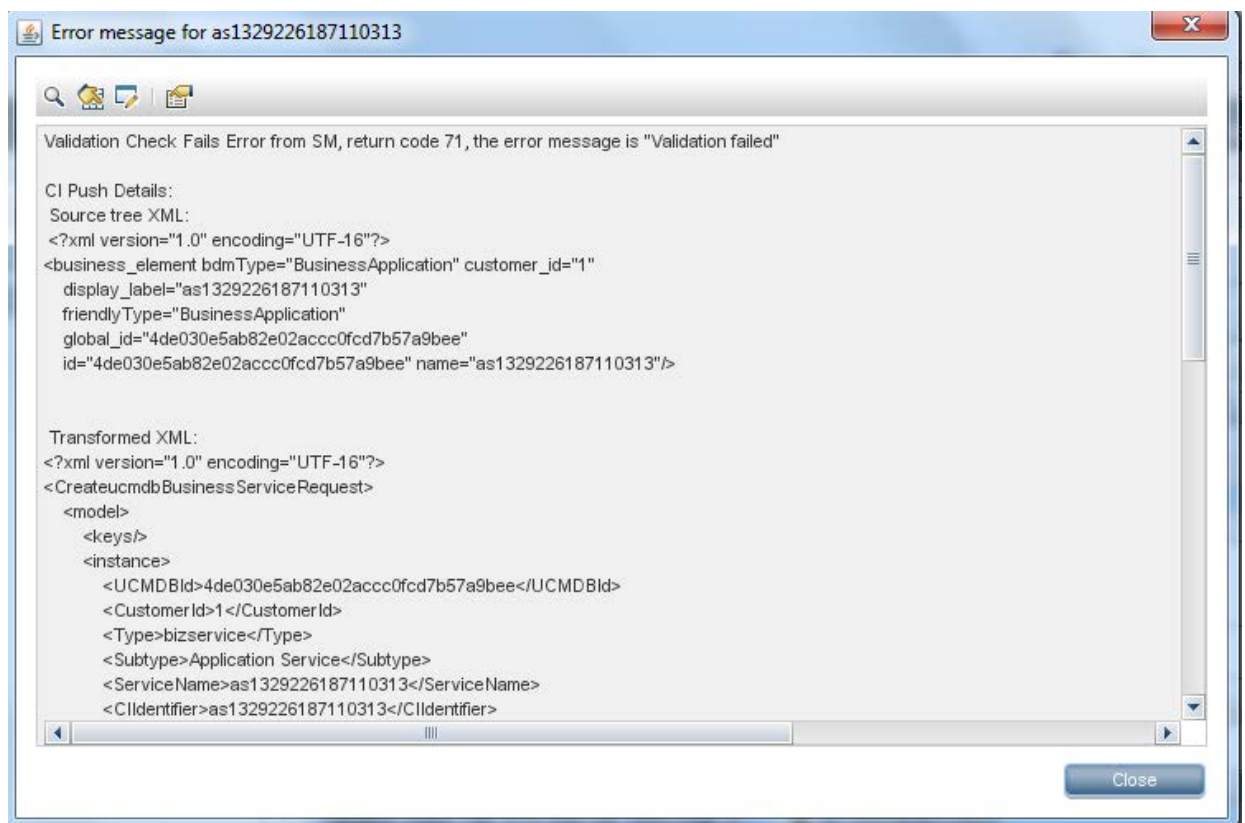 Error message for as1329226187110313
Validation Check Fails Error from SM, return code 71, the error message is "Validation failed"
CI Push Details:
Source tree XML:
<?xml version="1.0" encoding="UTF-16"?>
<business_element bdmType="BusinessApplication" customer_id="1"
display_label="as1329226187110313"
friendlyType="BusinessApplication"
global_id="4de030e5ab82e02accc0fcd7b57a9bee"
id="4de030e5ab82e02accc0fcd7b57a9bee" name="as1329226187110313"/>
Transformed XML:
<?xml version="1.0" encoding="UTF-16"?>
<CreateucmdbBusinessServiceRequest>
<model>
<keys/>
<instance>
<UCMDBId>4de030e5ab82e02accc0fcd7b57a9bee</UCMDBId>
<CustomerId>1</CustomerId>
<Type>bizservice</Type>
<Subtype>Application Service</Subtype>
<ServiceName>as1329226187110313</ServiceName>
<CIIdentifier>as1329226187110313</CIIdentifier>
Close